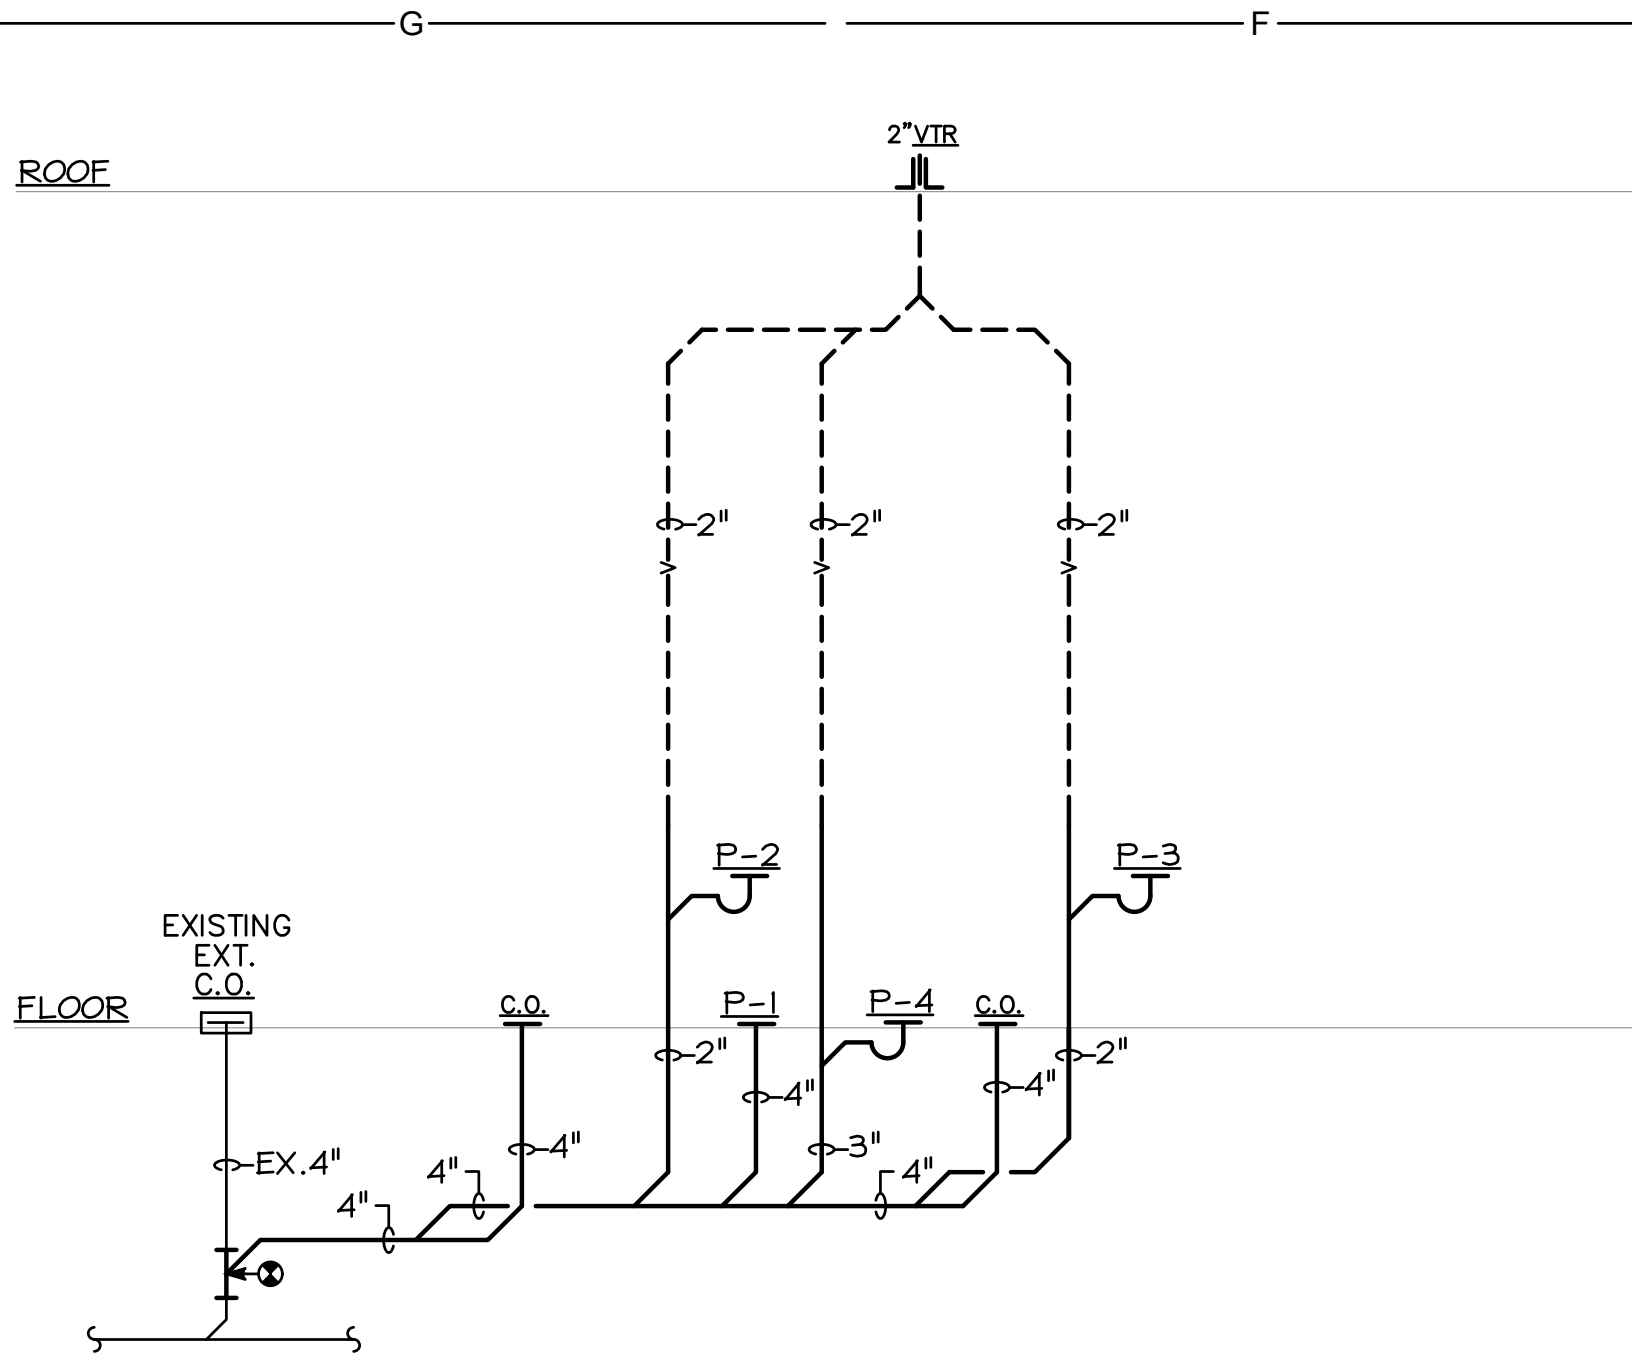 G F
2"VTR
ROOF
2" 2" 2"
P-2 P-3
EXISTING
EXT.
C.O.
FLOOR C.O. P-1 P-4 C.O.
2" 2"
4" 4"
4" 3"
EX.4" 4" 4"
4"